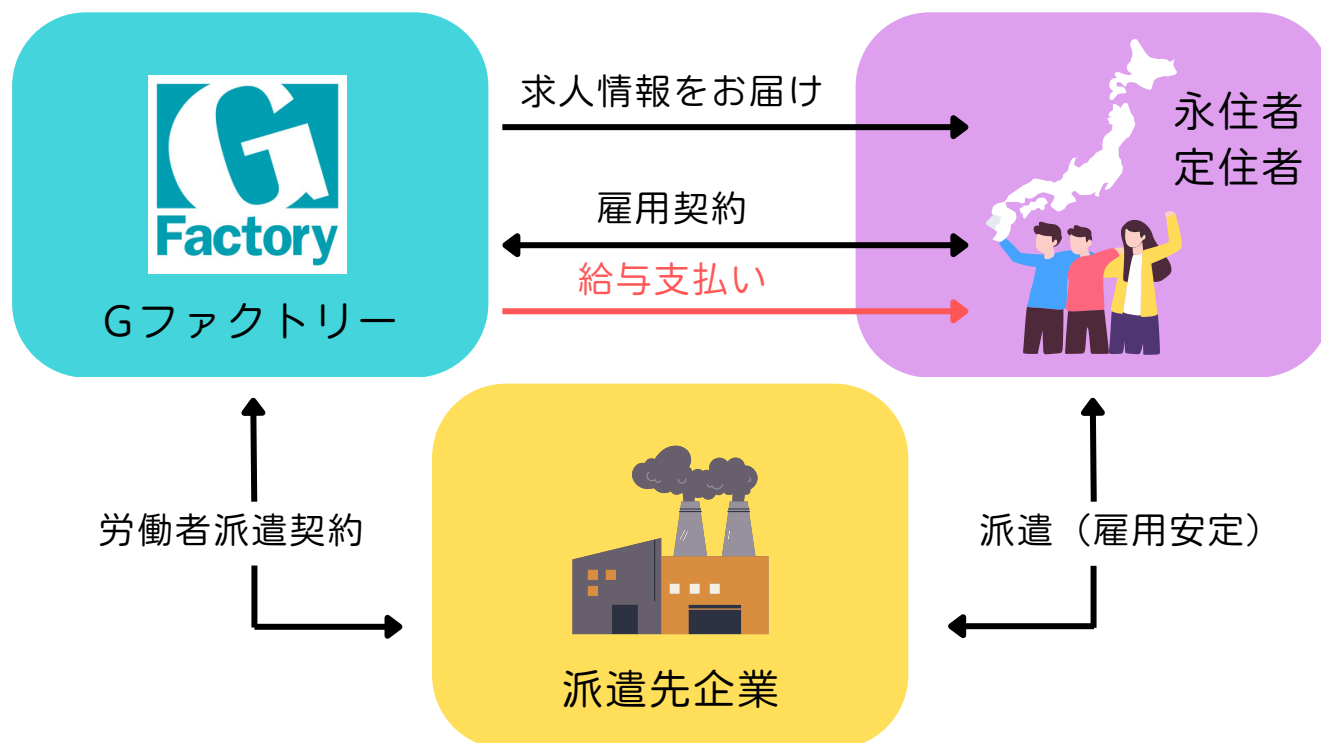 G
Factory
Gファクトリー
求人情報をお届け
雇用契約
給与支払い
永住者
定住者
労働者派遣契約
派遣（雇用安定）
派遣先企業